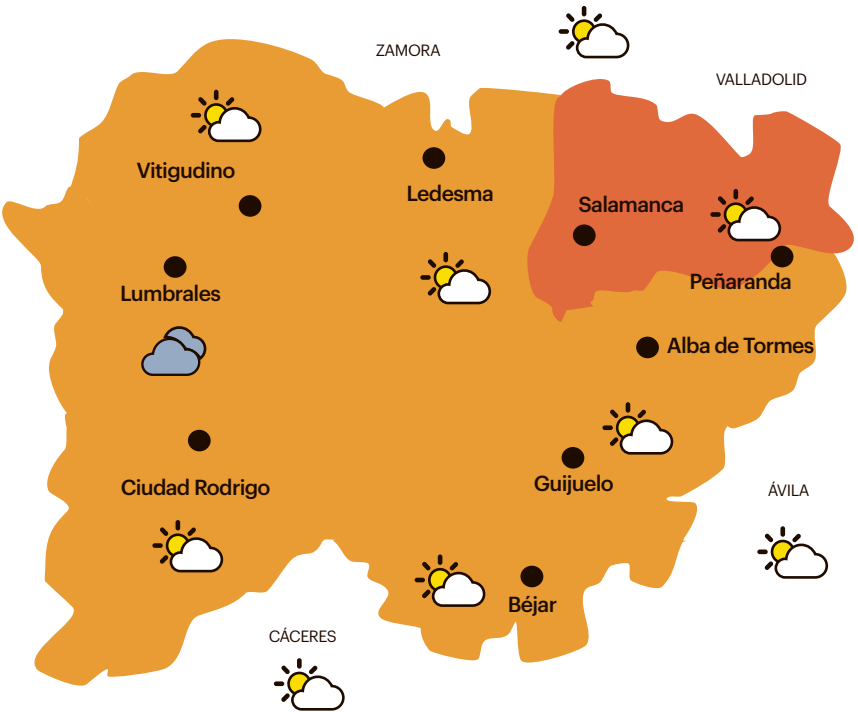 ZAMORA
VALLADOLID
Vitigudino
Ledesma
Salamanca
Peñaranda
Lumbrales
Alba de Tormes
Guijuelo
Ciudad Rodrigo
ÁVILA
Béjar
CÁCERES